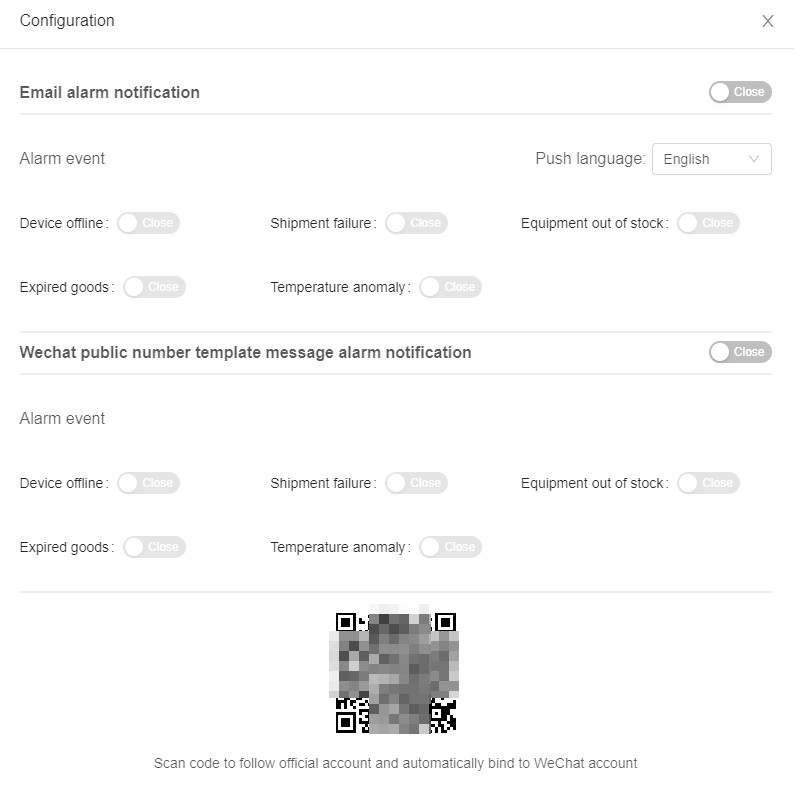 Configuration
Email alarm notification Close
Alarm event Push language: English
Device offline: Close Shipment failure: Close Equipment out of stock: Close
Expired goods: Close Temperature anomaly: Close
Wechat public number template message alarm notification Close
Alarm event
Device offline: Close Shipment failure: Close Equipment out of stock: Close
Expired goods: Close Temperature anomaly: Close
Scan code to follow official account and automatically bind to WeChat account